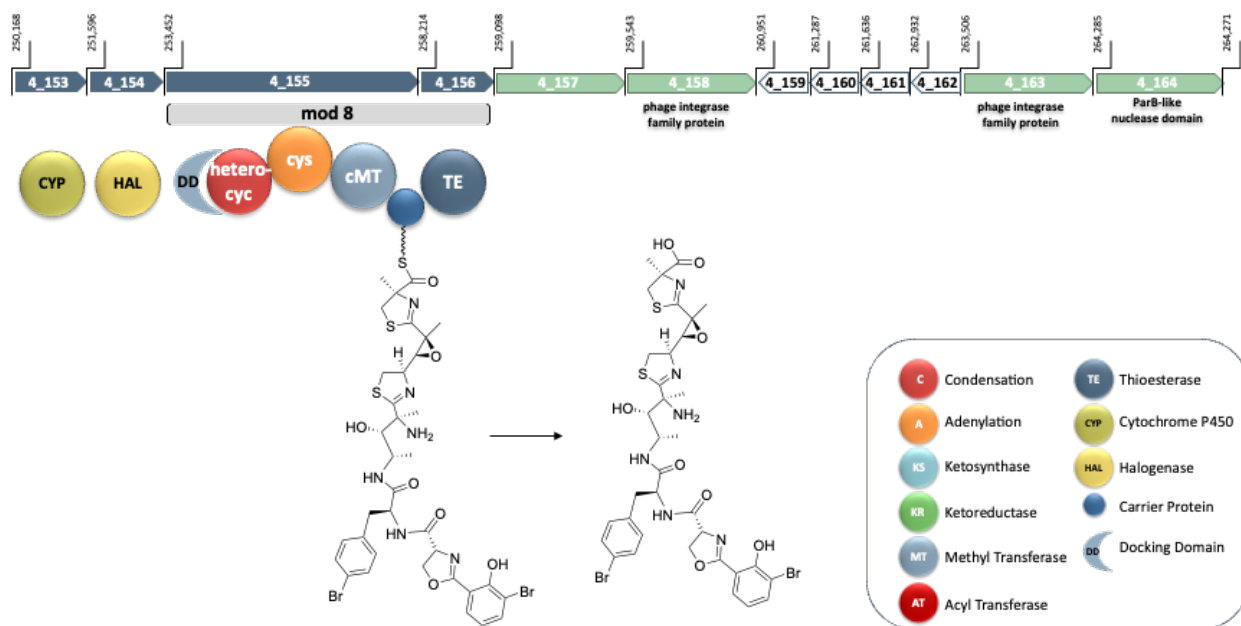 250,168
251,596
253,452
258,214
259,098
259,543
260,951
261,287
261,636
262,932
263,506
264,285
264,271
4_153
4_154
4_155
4_156
4_157
4_158
4_159
4_160
4_161
4_162
4_163
4_164
mod 8
phage integrase
family protein
phage integrase
family protein
ParB-like
nuclease domain
CYP
HAL
DD
hetero-
cyc
cys
cMT
TE
S
O
N
S
H
O
S
N
HO
NH2
HN
O
HN
O
N
O
OH
Br
Br
HO
O
N
S
H
O
S
N
HO
NH2
HN
O
HN
O
N
O
OH
Br
Br
C Condensation
A Adenylation
KS Ketosynthase
KR Ketoreductase
MT Methyl Transferase
AT Acyl Transferase
TE Thioesterase
CYP Cytochrome P450
HAL Halogenase
Carrier Protein
DD Docking Domain